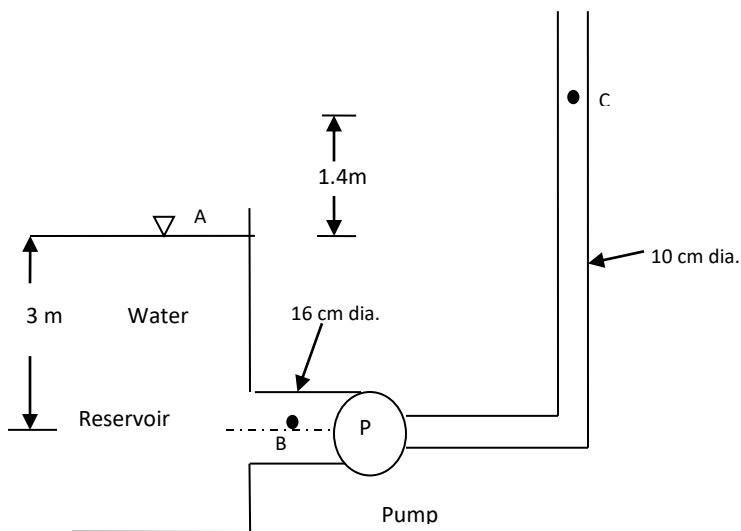 C
1.4m
A
10 cm dia.
3 m
Water
16 cm dia.
Reservoir
P
B
Pump